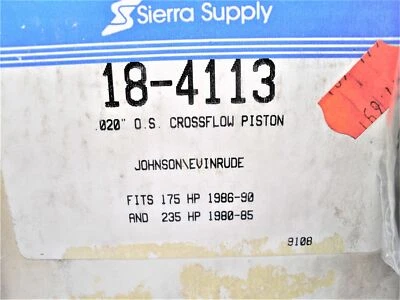 Sierra Supply
18-4113
.020" O.S. CROSSFLOW PISTON
JOHNSON\EVINRUDE
FITS 175 HP 1986-90
AND 235 HP 1980-85
9108